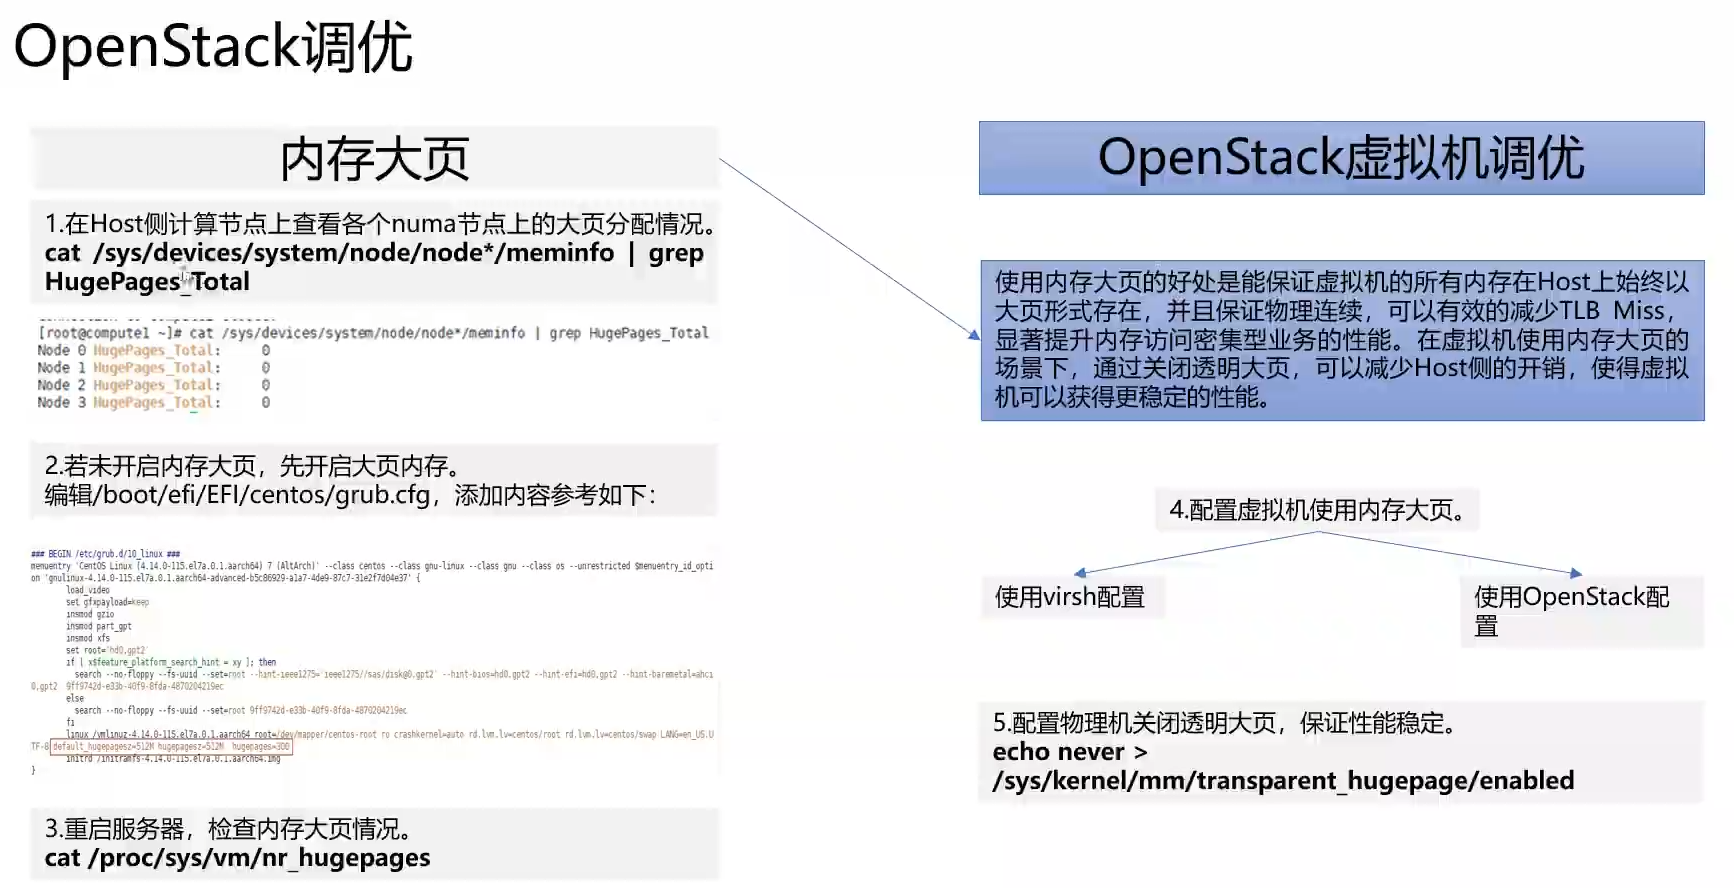 OpenStack调优
内存大页
1.在Host侧计算节点上查看各个numa节点上的大页分配情况。
cat /sys/devices/system/node/node*/meminfo | grep
HugePages_Total
[root@compute1 ~]# cat /sys/devices/system/node/node*/meminfo | grep HugePages_Total
Node 0 HugePages_Total: 0
Node 1 HugePages_Total: 0
Node 2 HugePages_Total: 0
Node 3 HugePages_Total: 0
2.若未开启内存大页，先开启大页内存。
编辑/boot/efi/EFI/centos/grub.cfg，添加内容参考如下：
### BEGIN /etc/grub.d/10_linux ###
menuentry 'CentOS Linux (4.14.0-115.el7a.0.1.aarch64) 7 (AltArch)' --class centos --class gnu-linux --class gnu --class os --unrestricted $menuentry_id_opti
on 'gnulinux-4.14.0-115.el7a.0.1.aarch64-advanced-b5c86929-a1a7-4de9-87c7-31e2f7d04e37' {
load_video
set gfxpayload=keep
insmod gzio
insmod part_gpt
insmod xfs
set root='hd0,gpt2'
if [ x$feature_platform_search_hint = xy ]; then
search --no-floppy --fs-uuid --set=root --hint-ieee1275='ieee1275//sas/disk@0,gpt2' --hint-bios=hd0,gpt2 --hint-efi=hd0,gpt2 --hint-baremetal=ahci
0,gpt2 9ff9742d-e33b-40f9-8fda-4870204219ec
else
search --no-floppy --fs-uuid --set=root 9ff9742d-e33b-40f9-8fda-4870204219ec
fi
linux /vmlinuz-4.14.0-115.el7a.0.1.aarch64 root=/dev/mapper/centos-root ro crashkernel=auto rd.lvm.lv=centos/root rd.lvm.lv=centos/swap LANG=en_US.U
TF-8 default_hugepagesz=512M hugepagesz=512M hugepages=300
initrd /initramfs-4.14.0-115.el7a.0.1.aarch64.img
}
3.重启服务器，检查内存大页情况。
cat /proc/sys/vm/nr_hugepages
OpenStack虚拟机调优
使用内存大页的好处是能保证虚拟机的所有内存在Host上始终以
大页形式存在，并且保证物理连续，可以有效的减少TLB Miss，
显著提升内存访问密集型业务的性能。在虚拟机使用内存大页的
场景下，通过关闭透明大页，可以减少Host侧的开销，使得虚拟
机可以获得更稳定的性能。
4.配置虚拟机使用内存大页。
使用virsh配置
使用OpenStack配
置
5.配置物理机关闭透明大页，保证性能稳定。
echo never >
/sys/kernel/mm/transparent_hugepage/enabled